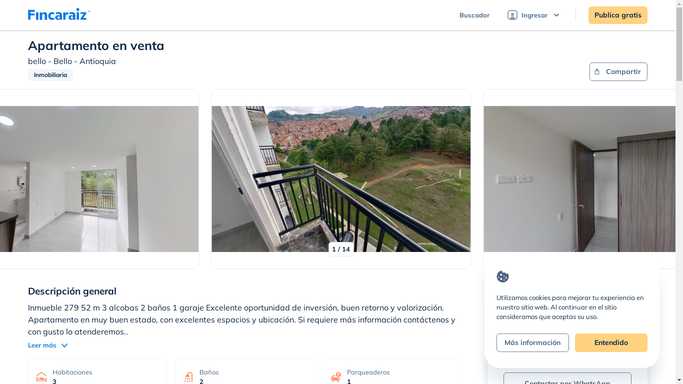 Fincaraiz
Buscador
Ingresar
Publica gratis
Apartamento en venta
bello - Bello - Antioquia
Inmobiliaria
Compartir
1 / 14
Descripción general
Inmueble 279 52 m 3 alcobas 2 baños 1 garaje Excelente oportunidad de inversión, buen retorno y valorización.
Apartamento en muy buen estado, con excelentes espacios y ubicación. Si requiere más información contáctenos y
con gusto lo atenderemos...
Leer más
Habitaciones
3
Baños
2
Parqueaderos
1
Utilizamos cookies para mejorar tu experiencia en
nuestro sitio web. Al continuar en el sitio
consideramos que aceptas su uso.
Más información
Entendido
Contactar por WhatsApp